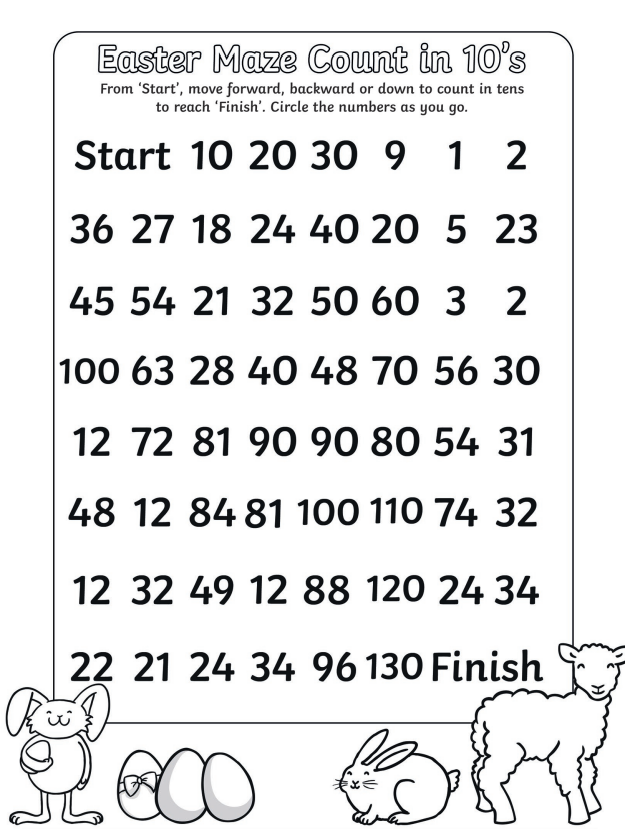 Easter Maze Count in 10's
From 'Start', move forward, backward or down to count in tens
to reach 'Finish'. Circle the numbers as you go.
Start 10 20 30 9 1 2
36 27 18 24 40 20 5 23
45 54 21 32 50 60 3 2
100 63 28 40 48 70 56 30
12 72 81 90 90 80 54 31
48 12 84 81 100 110 74 32
12 32 49 12 88 120 24 34
22 21 24 34 96 130 Finish